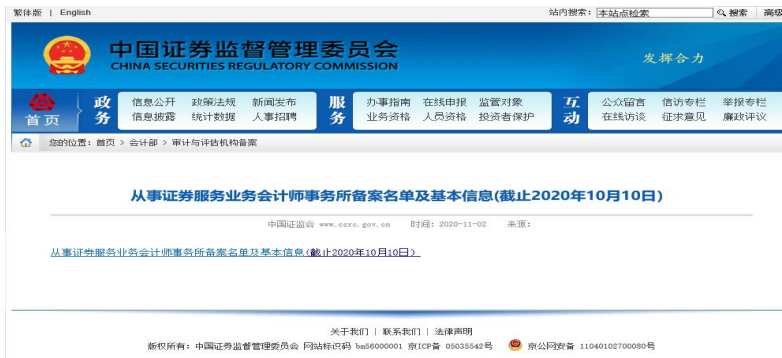 繁体版 | English 站内搜索: 本站点检索 搜索 高级
中国证券监督管理委员会
CHINA SECURITIES REGULATORY COMMISSION
发挥合力
首页
政务
信息公开 政策法规 新闻发布
信息披露 统计数据 人事招聘
服务
办事指南 在线申报 监管对象
业务资格 人员资格 投资者保护
互动
公众留言 信访专栏 举报专栏
在线访谈 征求意见 廉政评议
您的位置: 首页 > 会计部 > 审计与评估机构备案
从事证券服务业务会计师事务所备案名单及基本信息(截止2020年10月10日)
中国证监会 www.csrc.gov.cn 时间: 2020-11-02 来源:
从事证券服务业务会计师事务所备案名单及基本信息(截止2020年10月10日)
关于我们 | 联系我们 | 法律声明
版权所有: 中国证券监督管理委员会 网站标识码 bm56000001 京ICP备 05035542号 京公网安备 11040102700080号